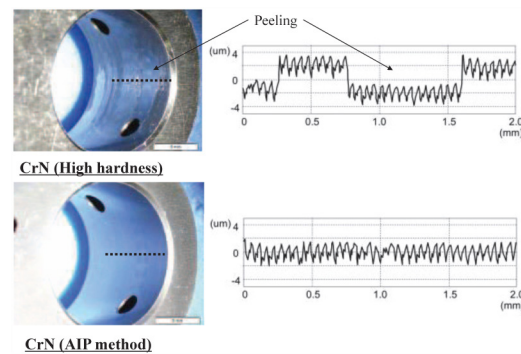 Peeling
(um) 4
0
-4
0 0.5 1.0 1.5 2.0
(mm)
CrN (High hardness)
(um) 4
0
-4
0 0.5 1.0 1.5 2.0
(mm)
CrN (AIP method)